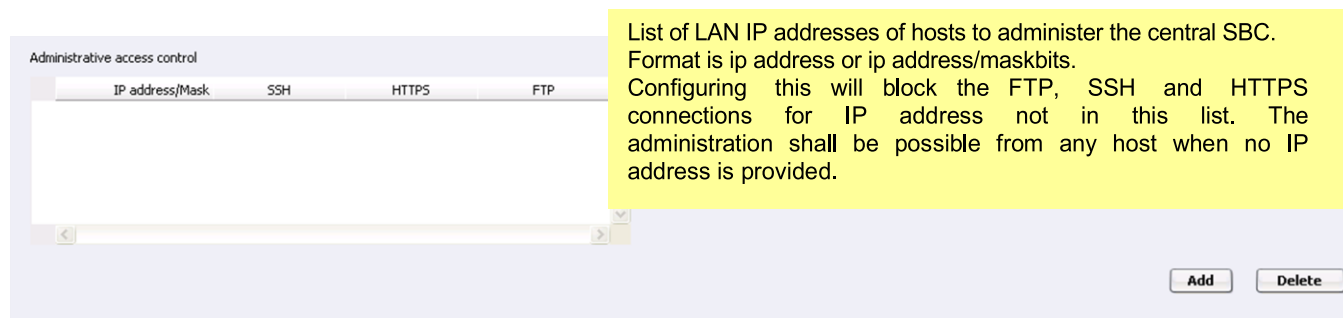 Administrative access control
IP address/Mask SSH HTTPS FTP
List of LAN IP addresses of hosts to administer the central SBC.
Format is ip address or ip address/maskbits.
Configuring this will block the FTP, SSH and HTTPS
connections for IP address not in this list. The
administration shall be possible from any host when no IP
address is provided.
Add Delete